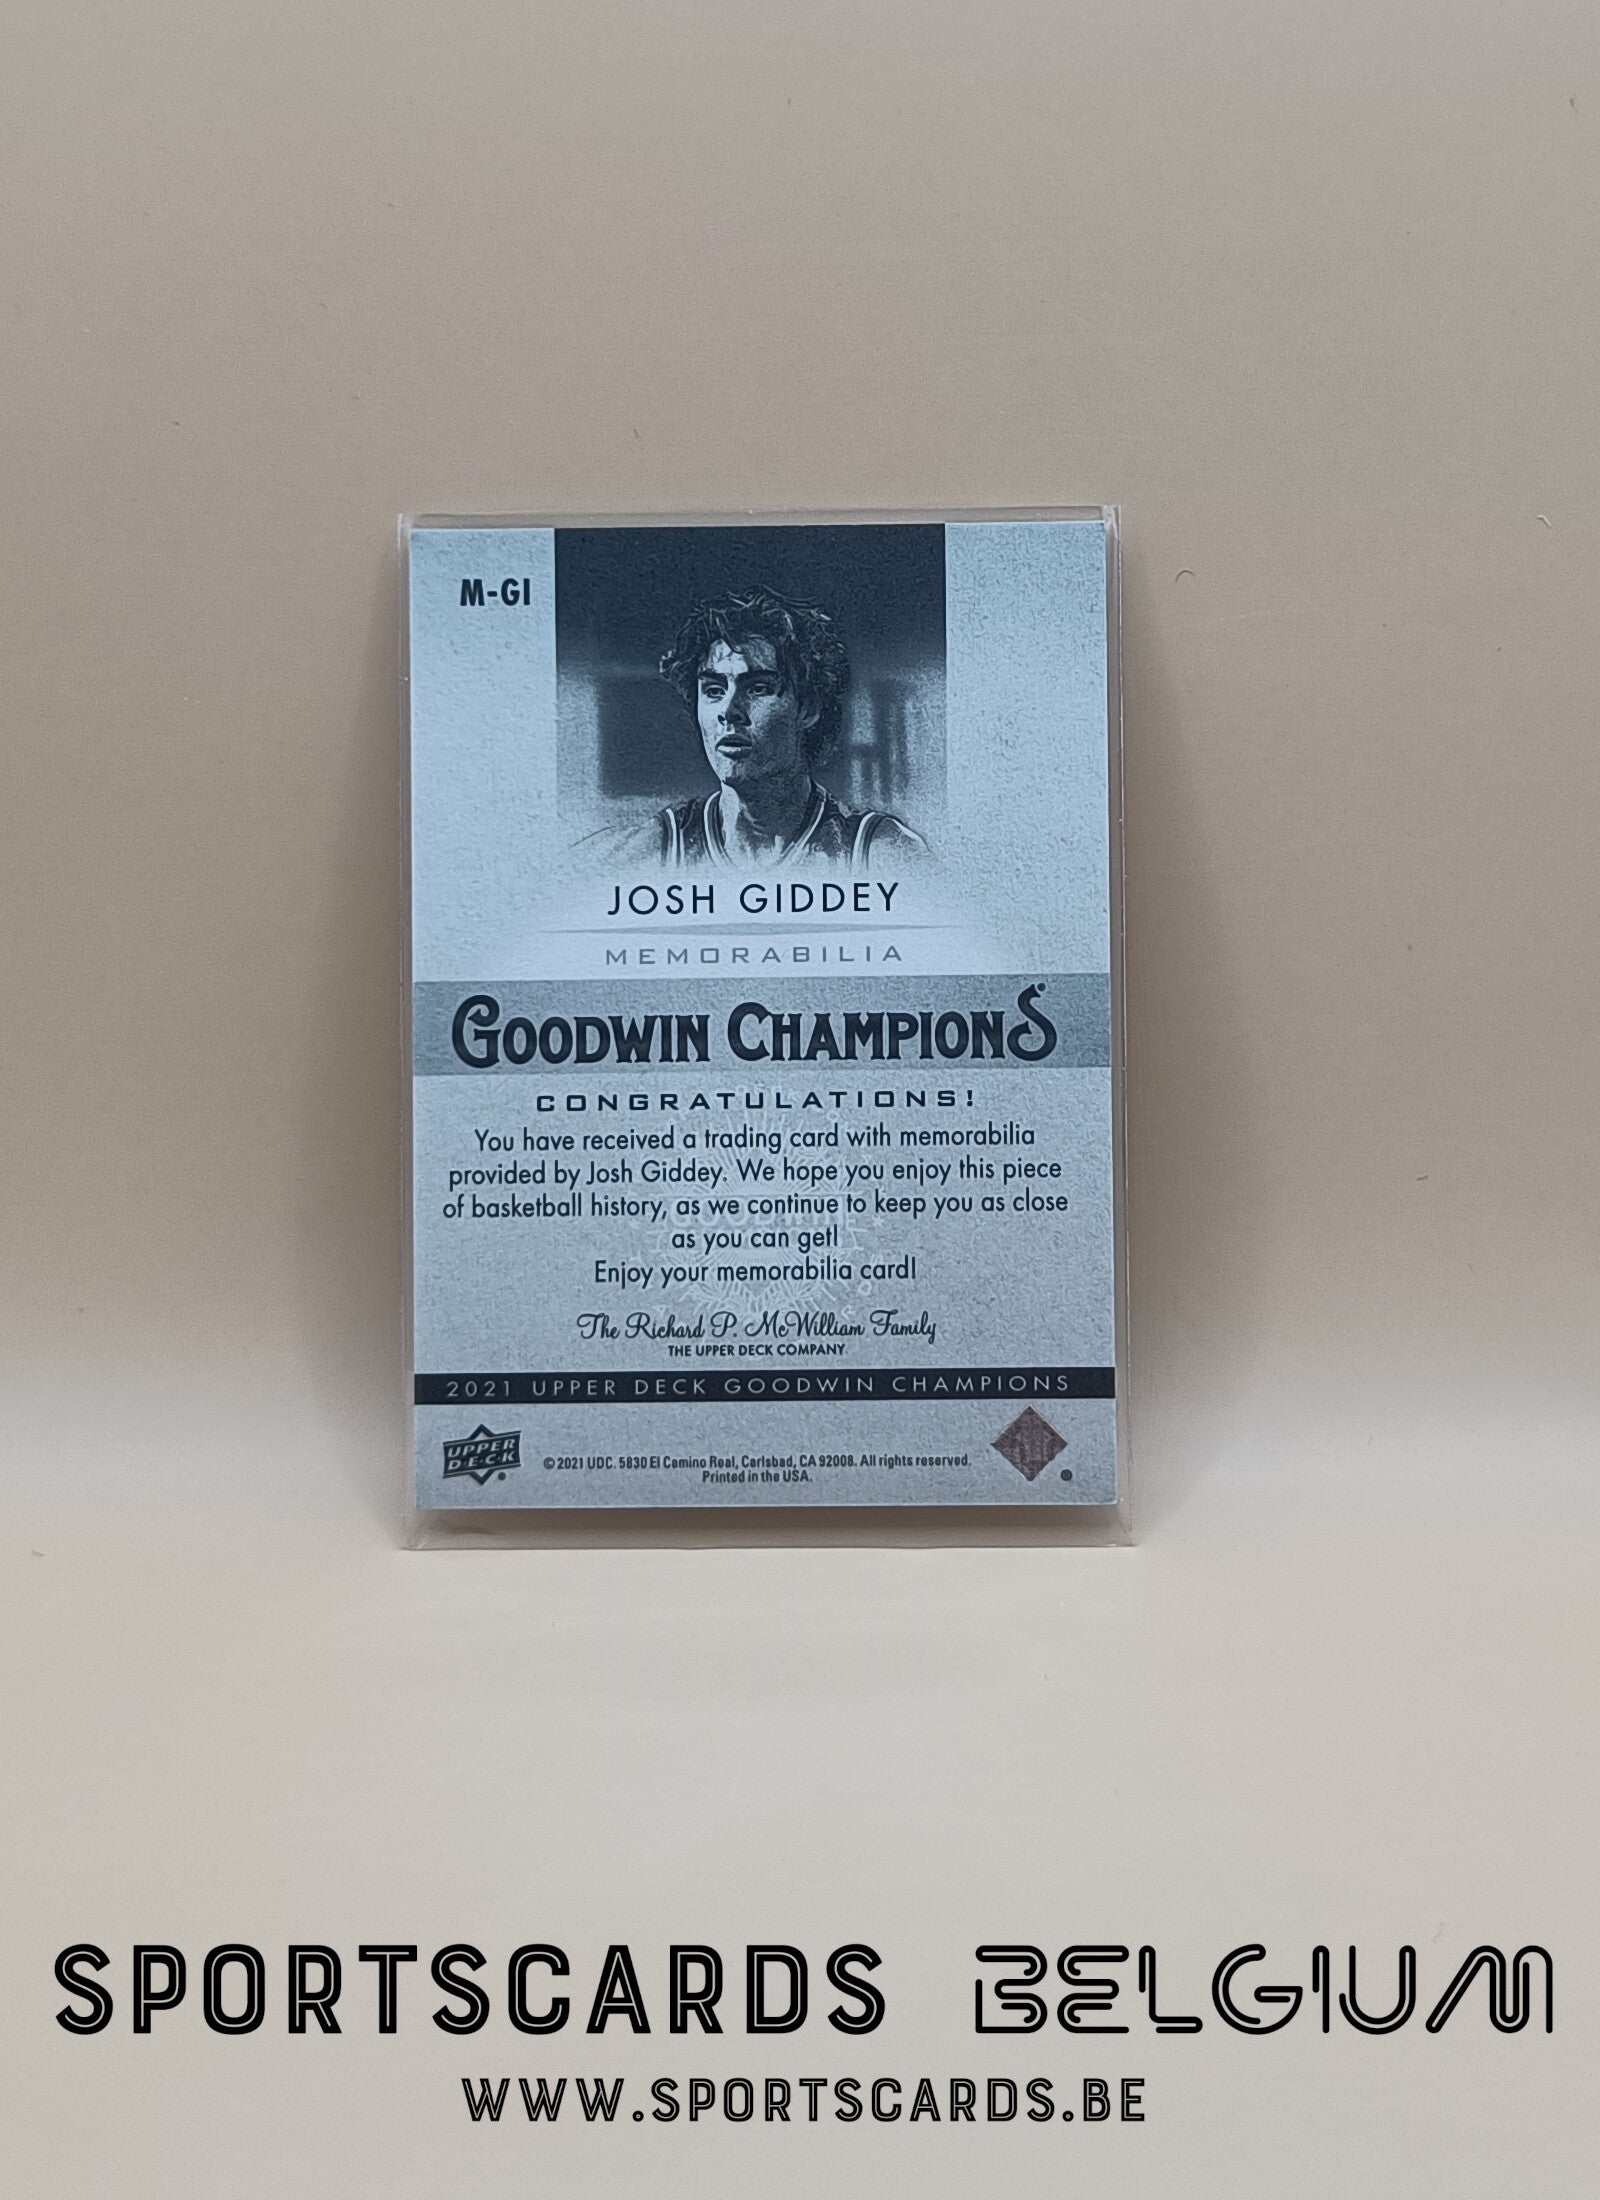 M-GI
JOSH GIDDEY
MEMORABILIA
GOODWIN CHAMPIONS
CONGRATULATIONS!
You have received a trading card with memorabilia
provided by Josh Giddey. We hope you enjoy this piece
of basketball history, as we continue to keep you as close
as you can get!
Enjoy your memorabilia card!
The Richard P. McWilliam Family
THE UPPER DECK COMPANY
2021 UPPER DECK GOODWIN CHAMPIONS
UPPER
DECK
© 2021 UDC. 5830 El Camino Real, Carlsbad, CA 92008. All rights reserved.
Printed in the USA.
SPORTSCARDS BELGIUM
WWW.SPORTSCARDS.BE